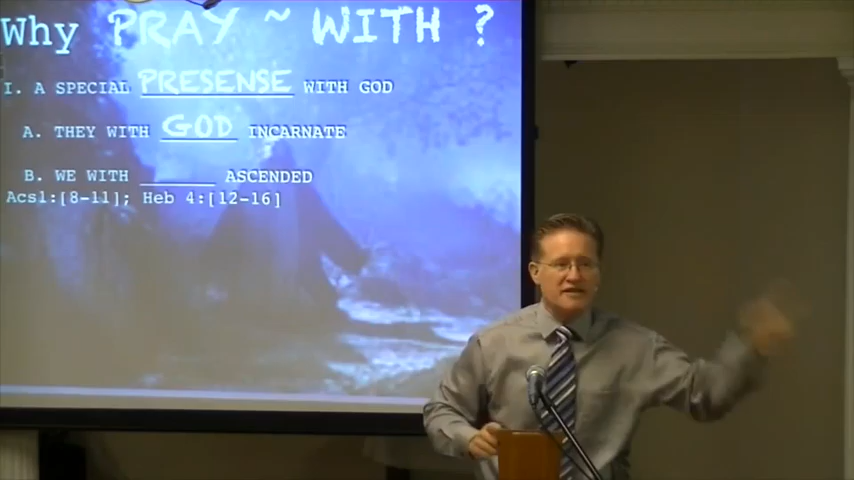 Why PRAY ~ WITH ?
I. A SPECIAL PRESENSE WITH GOD
A. THEY WITH GOD INCARNATE
B. WE WITH ______ ASCENDED
Acs1:[8-11]; Heb 4:[12-16]